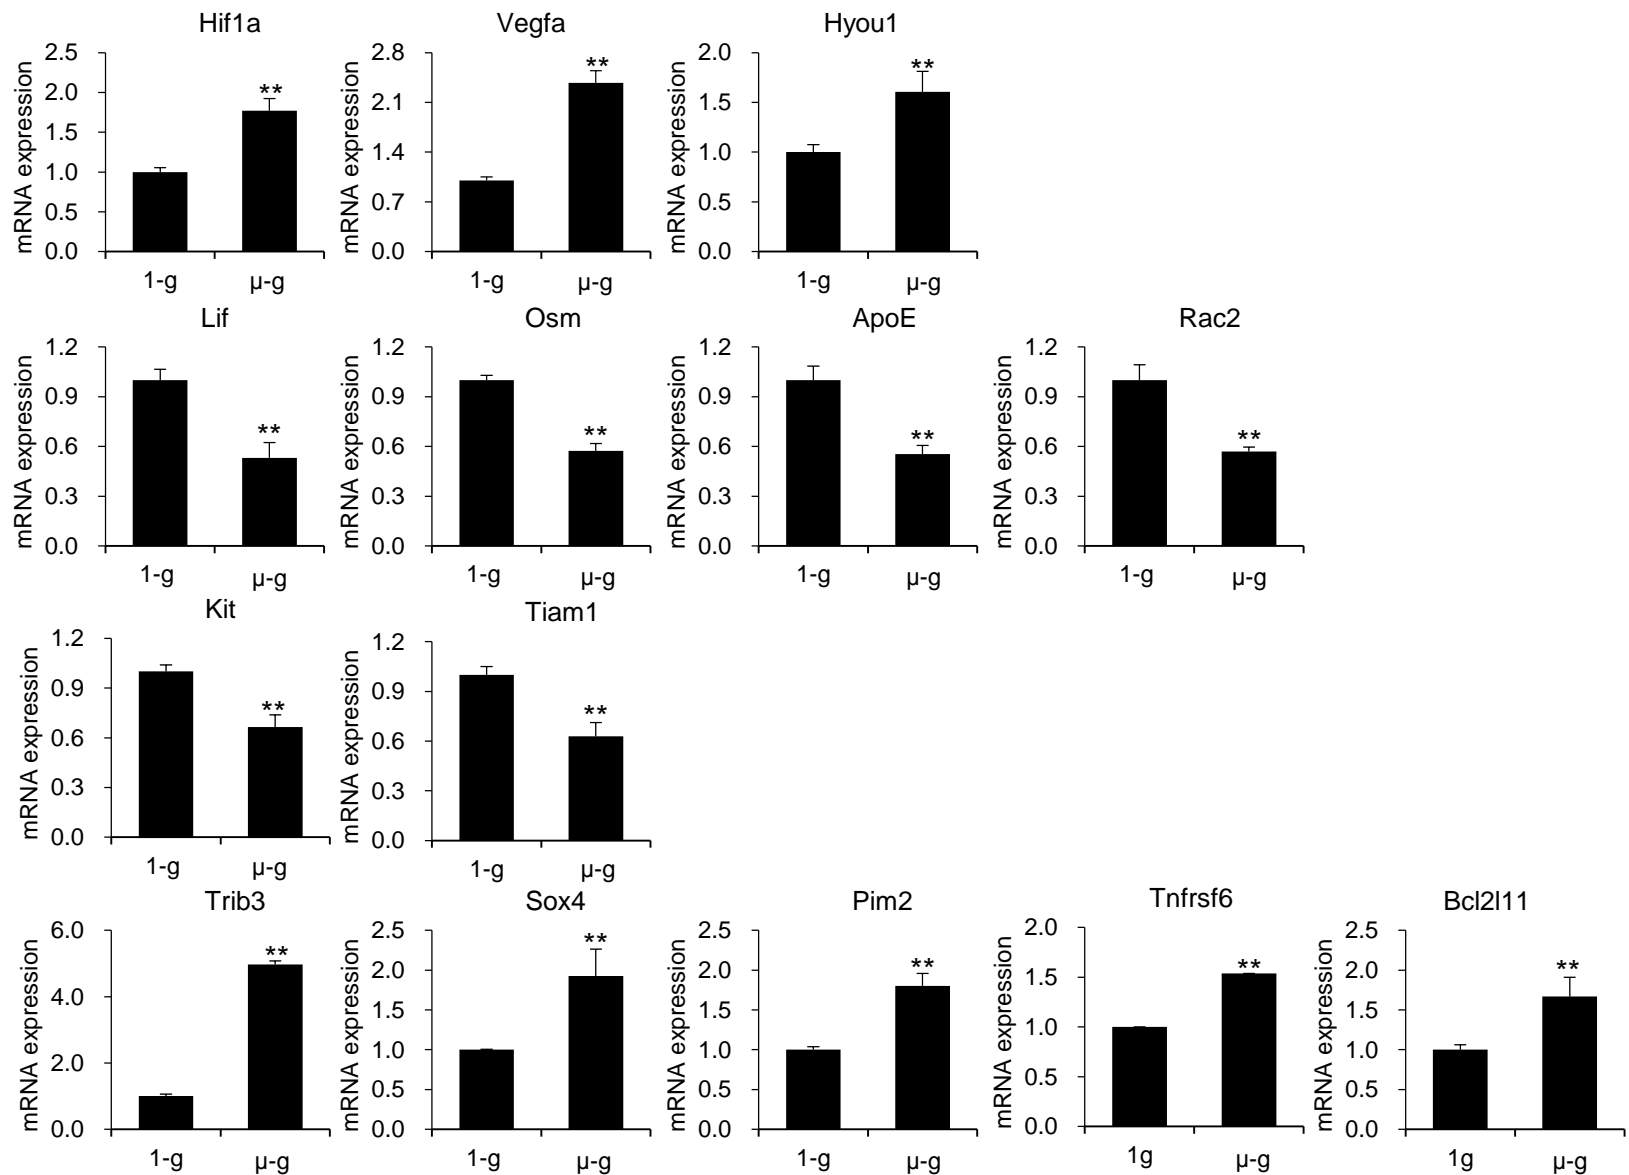 Hif1a Vegfa Hyou1
mRNA expression 2.5 2.0 1.5 1.0 0.5 0.0 ** 1-g µ-g
mRNA expression 2.8 2.1 1.4 0.7 0.0 ** 1-g µ-g
mRNA expression 2.0 1.5 1.0 0.5 0.0 ** 1-g µ-g
Lif Osm ApoE Rac2
mRNA expression 1.2 0.9 0.6 0.3 0.0 ** 1-g µ-g
mRNA expression 1.2 0.9 0.6 0.3 0.0 ** 1-g µ-g
mRNA expression 1.2 0.9 0.6 0.3 0.0 ** 1-g µ-g
mRNA expression 1.2 0.9 0.6 0.3 0.0 ** 1-g µ-g
Kit Tiam1
mRNA expression 1.2 0.9 0.6 0.3 0.0 ** 1-g µ-g
mRNA expression 1.2 0.9 0.6 0.3 0.0 ** 1-g µ-g
Trib3 Sox4 Pim2 Tnfrsf6 Bcl2l11
mRNA expression 6.0 4.0 2.0 0.0 ** 1-g µ-g
mRNA expression 2.5 2.0 1.5 1.0 0.5 0.0 ** 1-g µ-g
mRNA expression 2.5 2.0 1.5 1.0 0.5 0.0 ** 1-g µ-g
mRNA expression 2.0 1.5 1.0 0.5 0.0 ** 1g µ-g
mRNA expression 2.5 2.0 1.5 1.0 0.5 0.0 ** 1-g µ-g